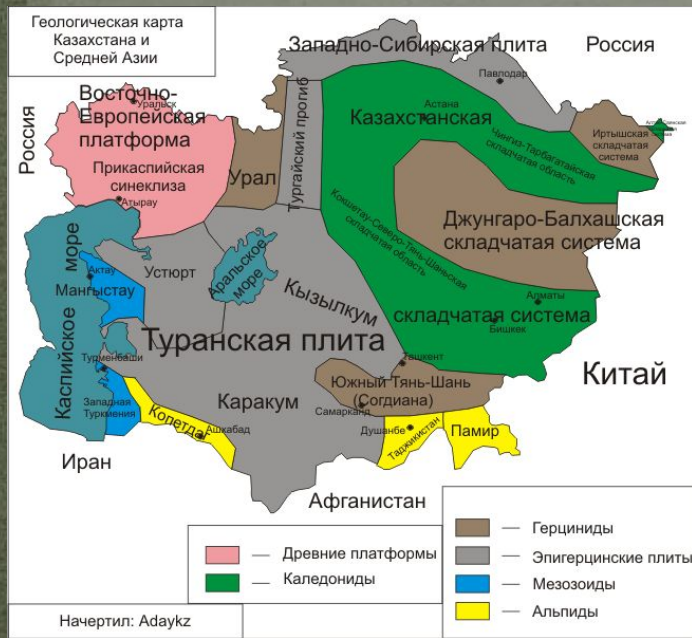 Геологическая карта
Казахстана и
Средней Азии
Западно-Сибирская плита
Россия
Павлодар
Россия
Восточно-
Уральск
Европейская
платформа
Прикаспийская
синеклиза
Атырау
Урал
Тургайский прогиб
Астана
Казахстанская
Чингиз-Тарбагатайская
складчатая область
Иртышская
складчатая
система
Джунгаро-Балхашская
складчатая система
Кокшетау-Северо-Тянь-Шаньская
складчатая область
Алматы
складчатая система
Бишкек
Каспийское море
Актау
Мангыстау
Устюрт
Аральское
море
Кызылкум
Туранская плита
Туркменбаши
Западная
Туркмения
Копетдаг
Ашкабад
Каракум
Ташкент
Южный Тянь-Шань
(Согдиана)
Самарканд
Душанбе
Таджикистан
Памир
Китай
Иран
Афганистан
Древние платформы
Каледониды
Герциниды
Эпигерцинские плиты
Мезозоиды
Альпиды
Начертил: Adaykz